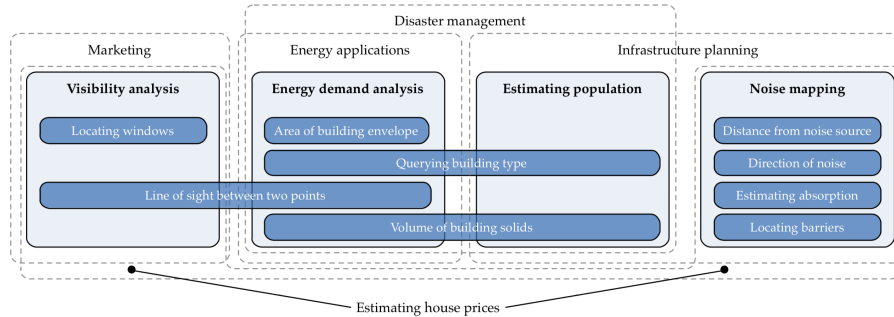 Disaster management
Marketing
Energy applications
Infrastructure planning
Visibility analysis
Energy demand analysis
Estimating population
Noise mapping
Locating windows
Area of building envelope
Distance from noise source
Querying building type
Direction of noise
Line of sight between two points
Estimating absorption
Volume of building solids
Locating barriers
Estimating house prices